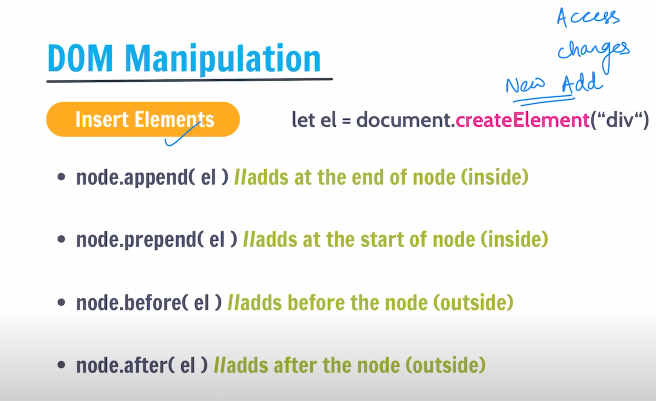 Access
changes
New Add
DOM Manipulation
Insert Elements
let el = document.createElement("div")
• node.append( el ) //adds at the end of node (inside)
• node.prepend( el ) //adds at the start of node (inside)
• node.before( el ) //adds before the node (outside)
• node.after( el ) //adds after the node (outside)